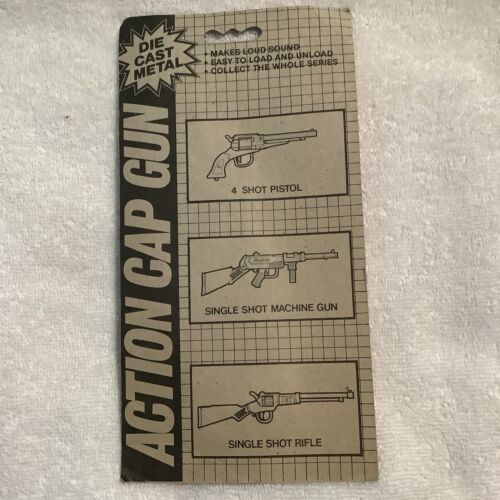 DIE
CAST
METAL
• MAKES LOUD SOUND
• EASY TO LOAD AND UNLOAD
• COLLECT THE WHOLE SERIES
ACTION CAP GUN
4 SHOT PISTOL
SINGLE SHOT MACHINE GUN
SINGLE SHOT RIFLE